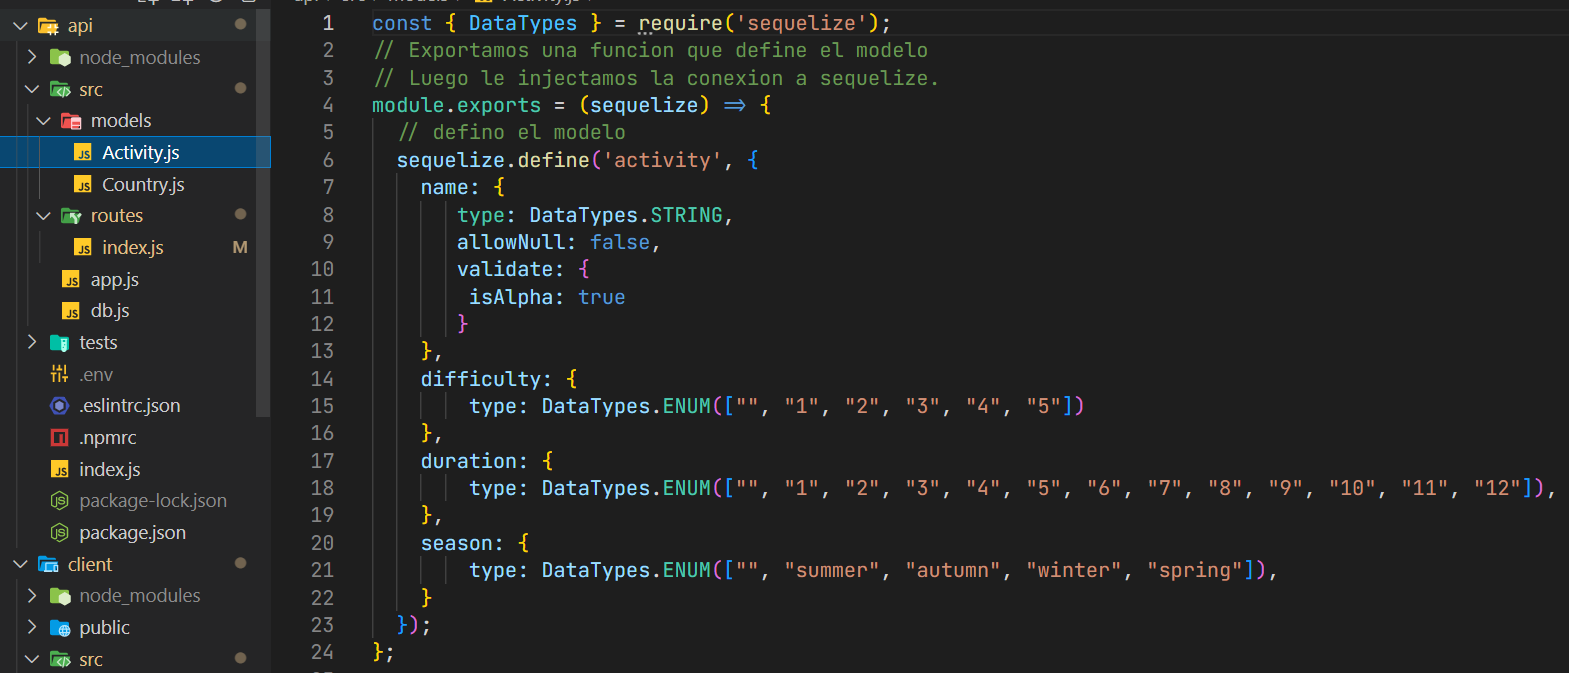 api
node_modules
src
models
Activity.js
Country.js
routes
index.js M
app.js
db.js
tests
.env
.eslintrc.json
.npmrc
index.js
package-lock.json
package.json
client
node_modules
public
src
1 const { DataTypes } = require('sequelize');
2 // Exportamos una funcion que define el modelo
3 // Luego le injectamos la conexion a sequelize.
4 module.exports = (sequelize) => {
5 // defino el modelo
6 sequelize.define('activity', {
7 name: {
8 type: DataTypes.STRING,
9 allowNull: false,
10 validate: {
11 isAlpha: true
12 }
13 },
14 difficulty: {
15 type: DataTypes.ENUM(["", "1", "2", "3", "4", "5"])
16 },
17 duration: {
18 type: DataTypes.ENUM(["", "1", "2", "3", "4", "5", "6", "7", "8", "9", "10", "11", "12"]),
19 },
20 season: {
21 type: DataTypes.ENUM(["", "summer", "autumn", "winter", "spring"]),
22 }
23 });
24 };